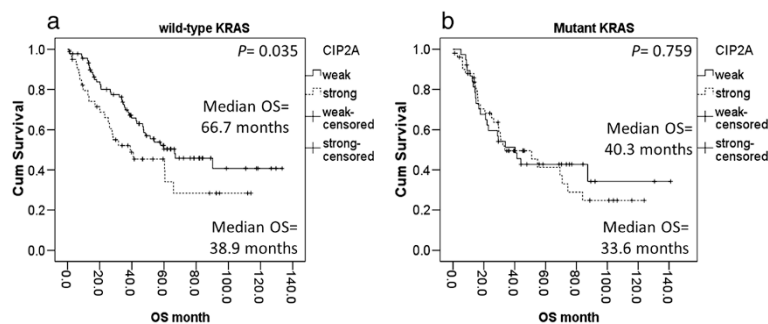 a
wild-type KRAS
P= 0.035
CIP2A
weak
strong
weak-
censored
strong-
censored
Median OS=
66.7 months
Median OS=
38.9 months
Cum Survival
1.0
0.8
0.6
0.4
0.2
0.0
0.0
20.0
40.0
60.0
80.0
100.0
120.0
140.0
OS month
b
Mutant KRAS
P= 0.759
CIP2A
weak
strong
weak-
censored
strong-
censored
Median OS=
40.3 months
Median OS=
33.6 months
Cum Survival
1.0
0.8
0.6
0.4
0.2
0.0
0.0
20.0
40.0
60.0
80.0
100.0
120.0
140.0
OS month